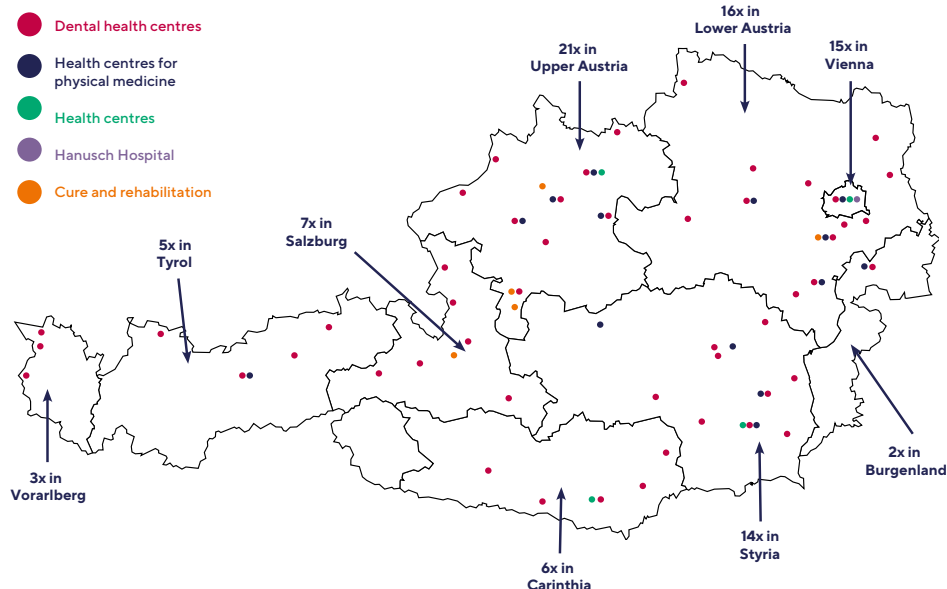 Dental health centres
Health centres for
physical medicine
Health centres
Hanusch Hospital
Cure and rehabilitation
16x in
Lower Austria
21x in
Upper Austria
15x in
Vienna
7x in
Salzburg
5x in
Tyrol
3x in
Vorarlberg
2x in
Burgenland
14x in
Styria
6x in
Carinthia